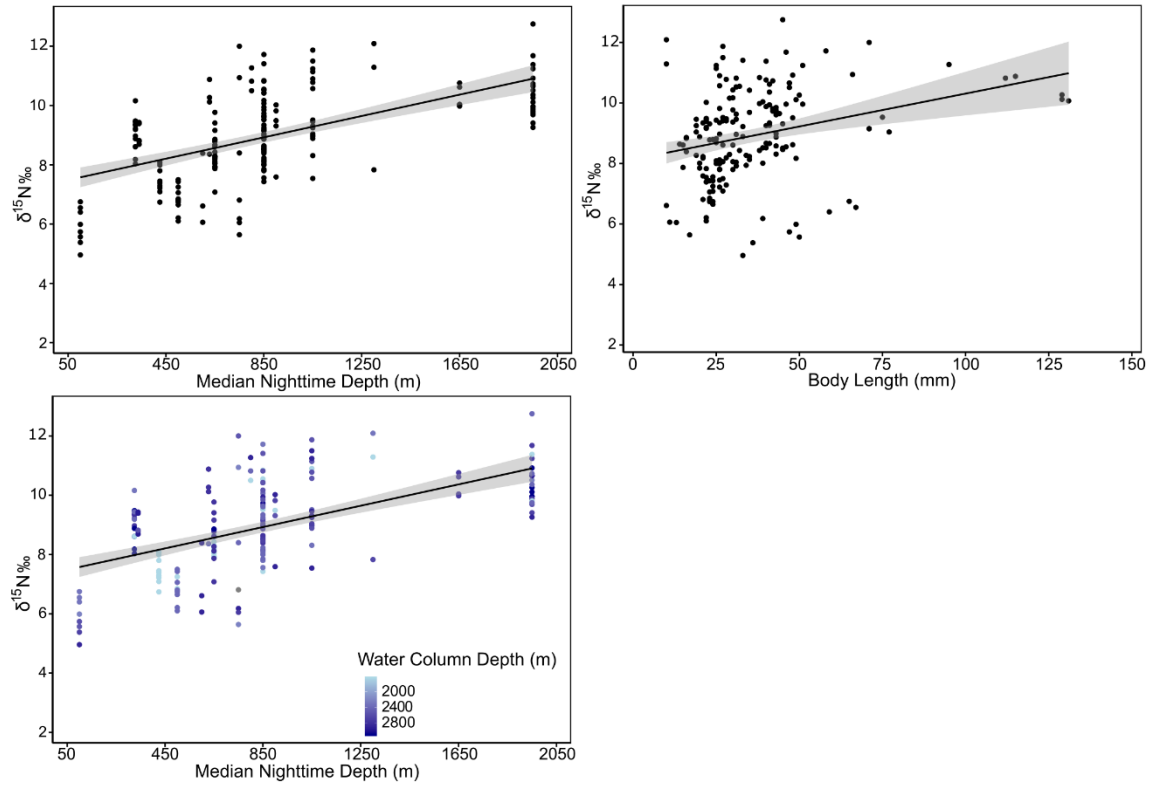 12
10
8
6
4
2
δ15N‰
50 450 850 1250 1650 2050
Median Nighttime Depth (m)
12
10
8
6
4
2
δ15N‰
0 25 50 75 100 125 150
Body Length (mm)
12
10
8
6
4
2
δ15N‰
Water Column Depth (m)
2000
2400
2800
50 450 850 1250 1650 2050
Median Nighttime Depth (m)